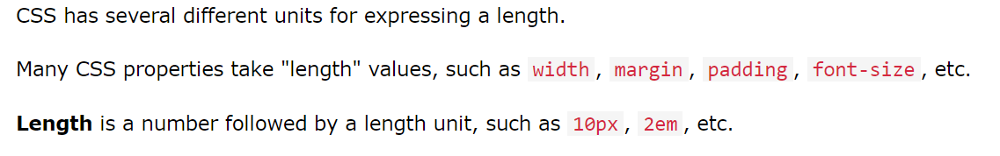 CSS has several different units for expressing a length.
Many CSS properties take "length" values, such as width, margin, padding, font-size, etc.
Length is a number followed by a length unit, such as 10px, 2em, etc.